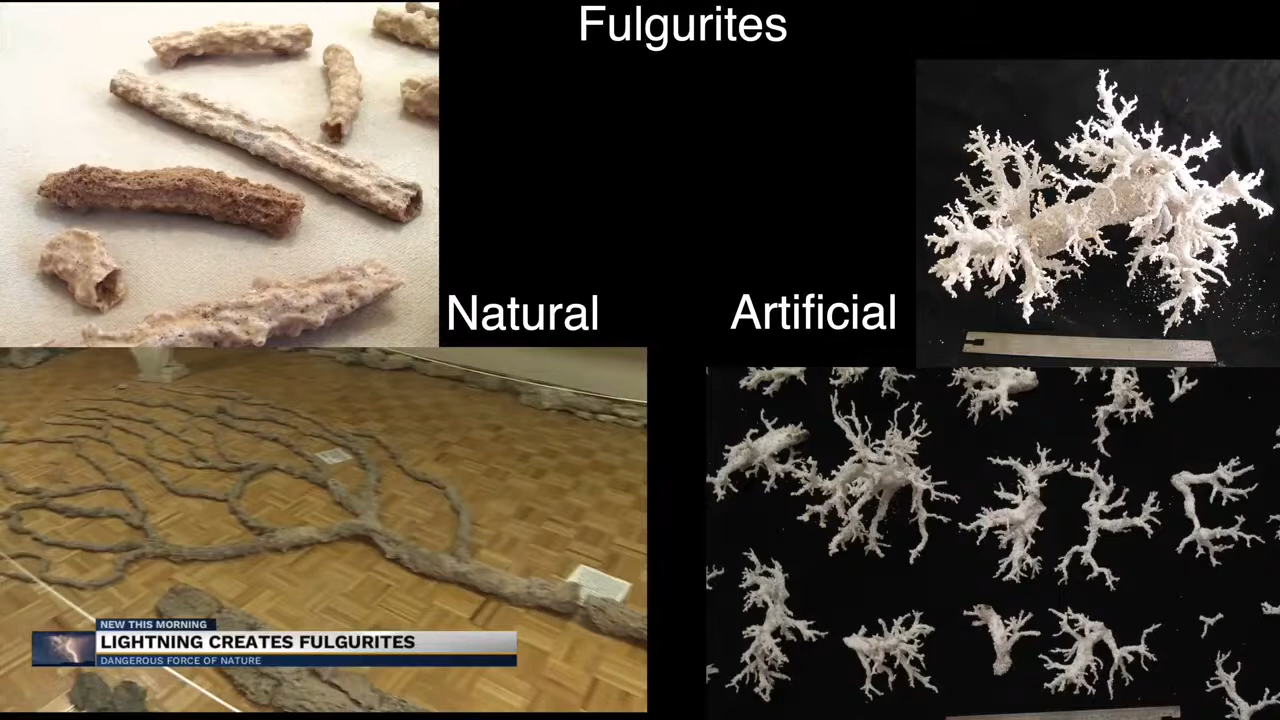 Fulgurites
Natural
Artificial
NEW THIS MORNING
LIGHTNING CREATES FULGURITES
DANGEROUS FORCE OF NATURE